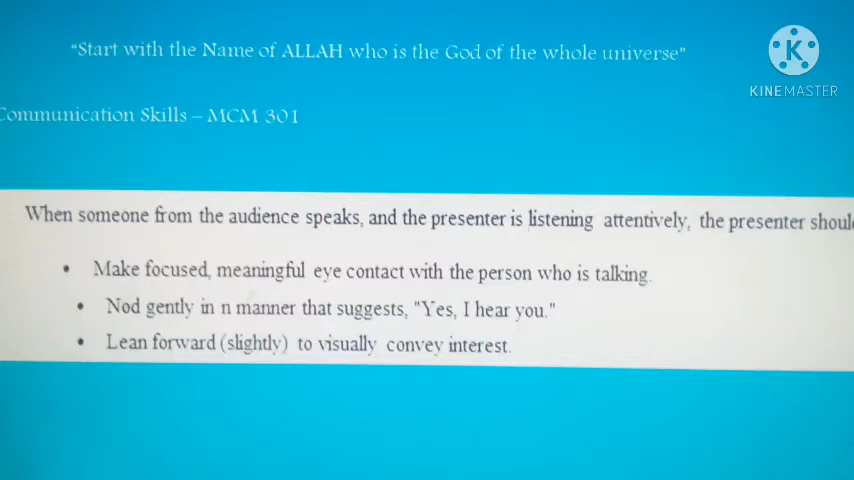 "Start with the Name of ALLAH who is the God of the whole universe"
KINEMASTER
Communication Skills – MCM 301
When someone from the audience speaks, and the presenter is listening attentively, the presenter shoul
• Make focused, meaningful eye contact with the person who is talking.
• Nod gently in n manner that suggests, "Yes, I hear you."
• Lean forward (slightly) to visually convey interest.